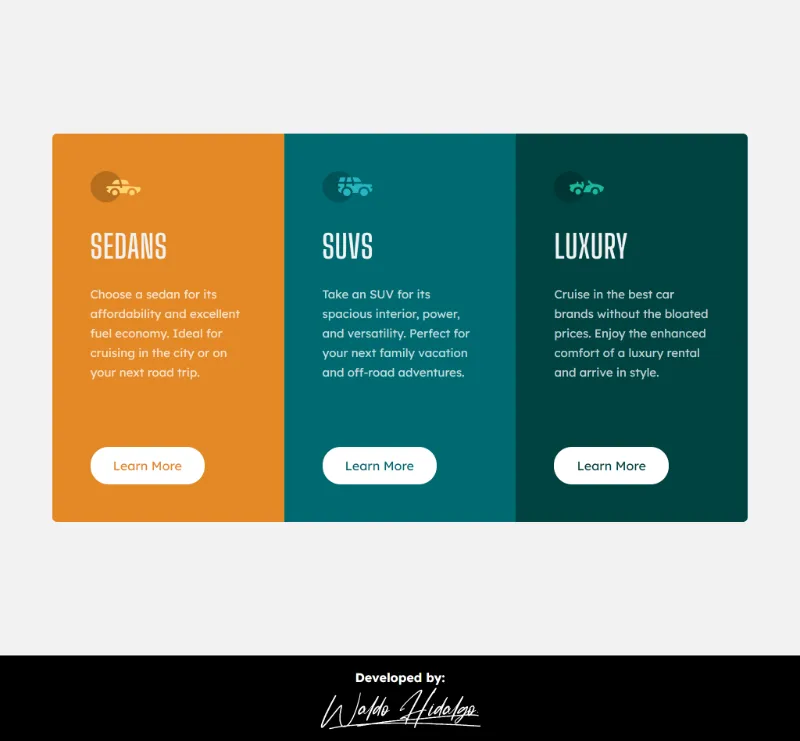 SEDANS
Choose a sedan for its
affordability and excellent
fuel economy. Ideal for
cruising in the city or on
your next road trip.
Learn More
SUVS
Take an SUV for its
spacious interior, power,
and versatility. Perfect for
your next family vacation
and off-road adventures.
Learn More
LUXURY
Cruise in the best car
brands without the bloated
prices. Enjoy the enhanced
comfort of a luxury rental
and arrive in style.
Learn More
Developed by:
Waldo Hidalgo